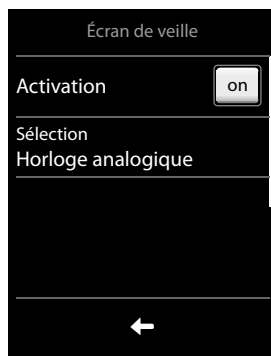 Écran de veille
Activation
on
Sélection
Horloge analogique